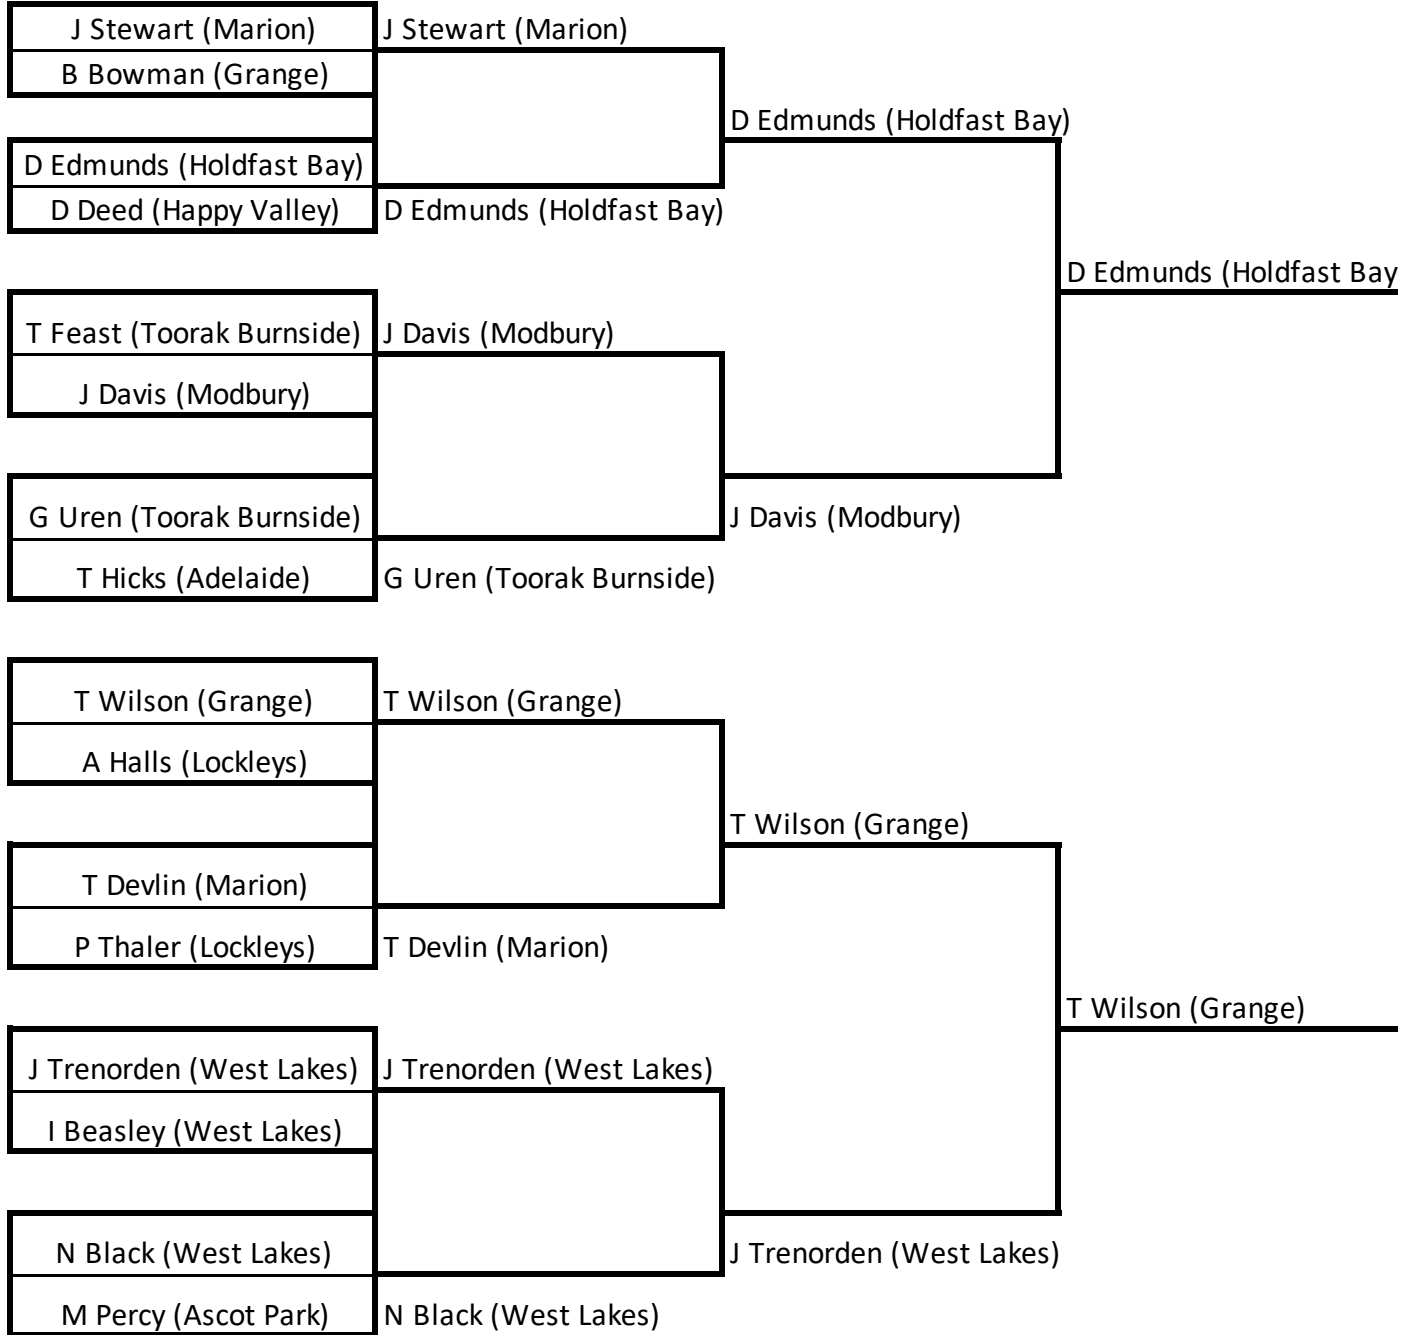 J Stewart (Marion)
J Stewart (Marion)
B Bowman (Grange)
D Edmunds (Holdfast Bay)
D Edmunds (Holdfast Bay)
D Deed (Happy Valley)
D Edmunds (Holdfast Bay)
D Edmunds (Holdfast Bay
T Feast (Toorak Burnside)
J Davis (Modbury)
J Davis (Modbury)
G Uren (Toorak Burnside)
J Davis (Modbury)
T Hicks (Adelaide)
G Uren (Toorak Burnside)
T Wilson (Grange)
T Wilson (Grange)
A Halls (Lockleys)
T Wilson (Grange)
T Devlin (Marion)
P Thaler (Lockleys)
T Devlin (Marion)
T Wilson (Grange)
J Trenorden (West Lakes)
J Trenorden (West Lakes)
I Beasley (West Lakes)
N Black (West Lakes)
J Trenorden (West Lakes)
M Percy (Ascot Park)
N Black (West Lakes)